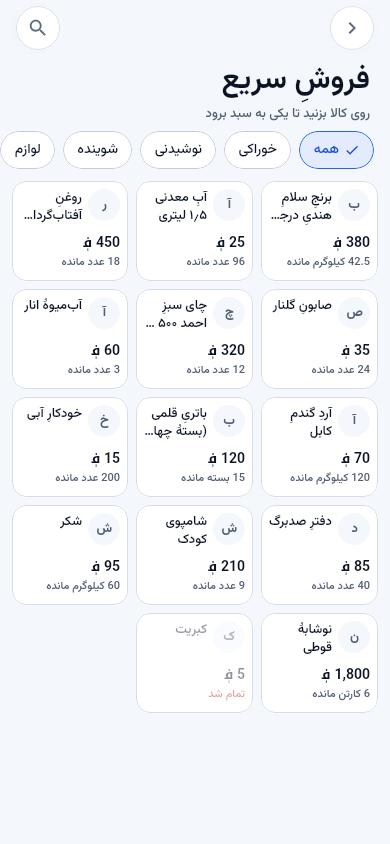 فروشِ سریع
روی کالا بزنید تا یکی به سبد برود
همه
خوراکی
نوشیدنی
شوینده
لوازم
ب
برنجِ سلامِ
هندیِ درجـ...
380 ؋
42.5 کیلوگرم مانده
آ
آبِ معدنی
۱٫۵ لیتری
25 ؋
96 عدد مانده
ر
روغنِ
آفتاب‌گردا...
450 ؋
18 عدد مانده
ص
صابونِ گلنار
35 ؋
24 عدد مانده
چ
چای سبزِ
احمد ۵۰۰ ...
320 ؋
12 عدد مانده
آ
آب‌میوهٔ انار
60 ؋
3 عدد مانده
آ
آردِ گندمِ
کابل
70 ؋
120 کیلوگرم مانده
ب
باتریِ قلمی
(بستهٔ چها...
120 ؋
15 بسته مانده
خ
خودکارِ آبی
15 ؋
200 عدد مانده
د
دفترِ صدبرگ
85 ؋
40 عدد مانده
ش
شامپوی
کودک
210 ؋
9 عدد مانده
ش
شکر
95 ؋
60 کیلوگرم مانده
ن
نوشابهٔ
قوطی
1,800 ؋
6 کارتن مانده
ک
کبریت
5 ؋
تمام شد